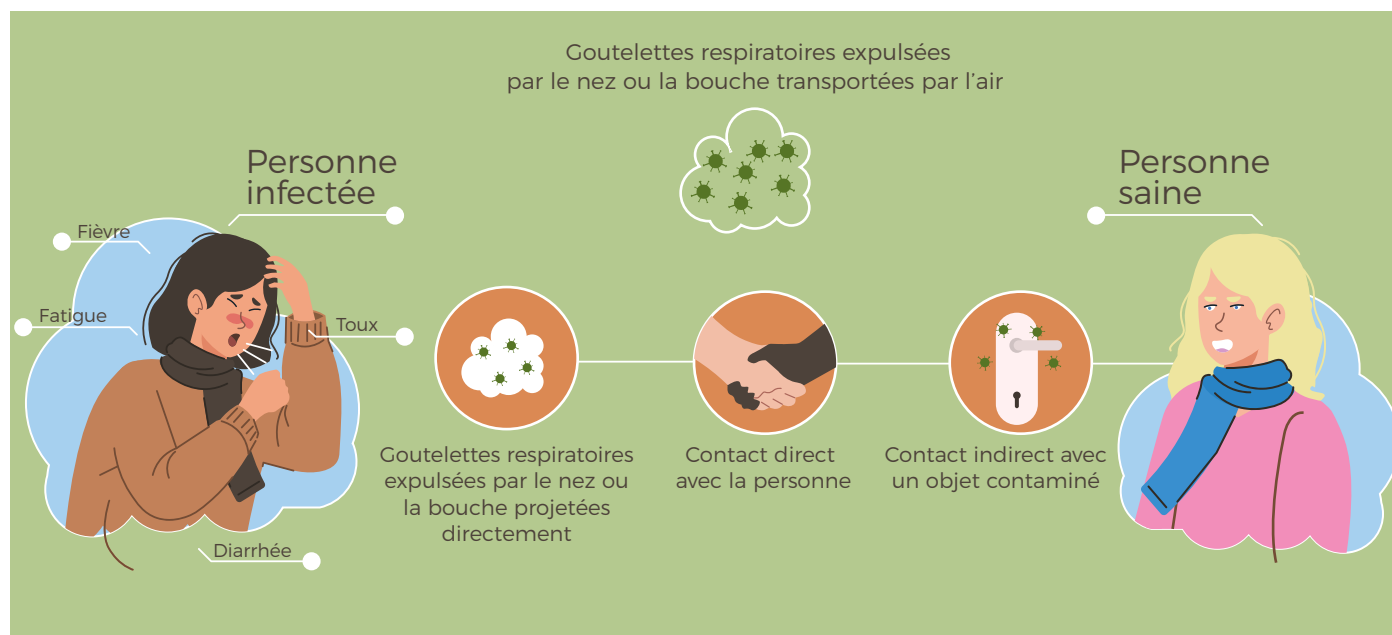 Goutelettes respiratoires expulsées
par le nez ou la bouche transportées par l’air
Personne
infectée
Personne
saine
Fièvre
Fatigue
Toux
Goutelettes respiratoires
expulsées par le nez ou
la bouche projetées
directement
Contact direct
avec la personne
Contact indirect avec
un objet contaminé
Diarrhée